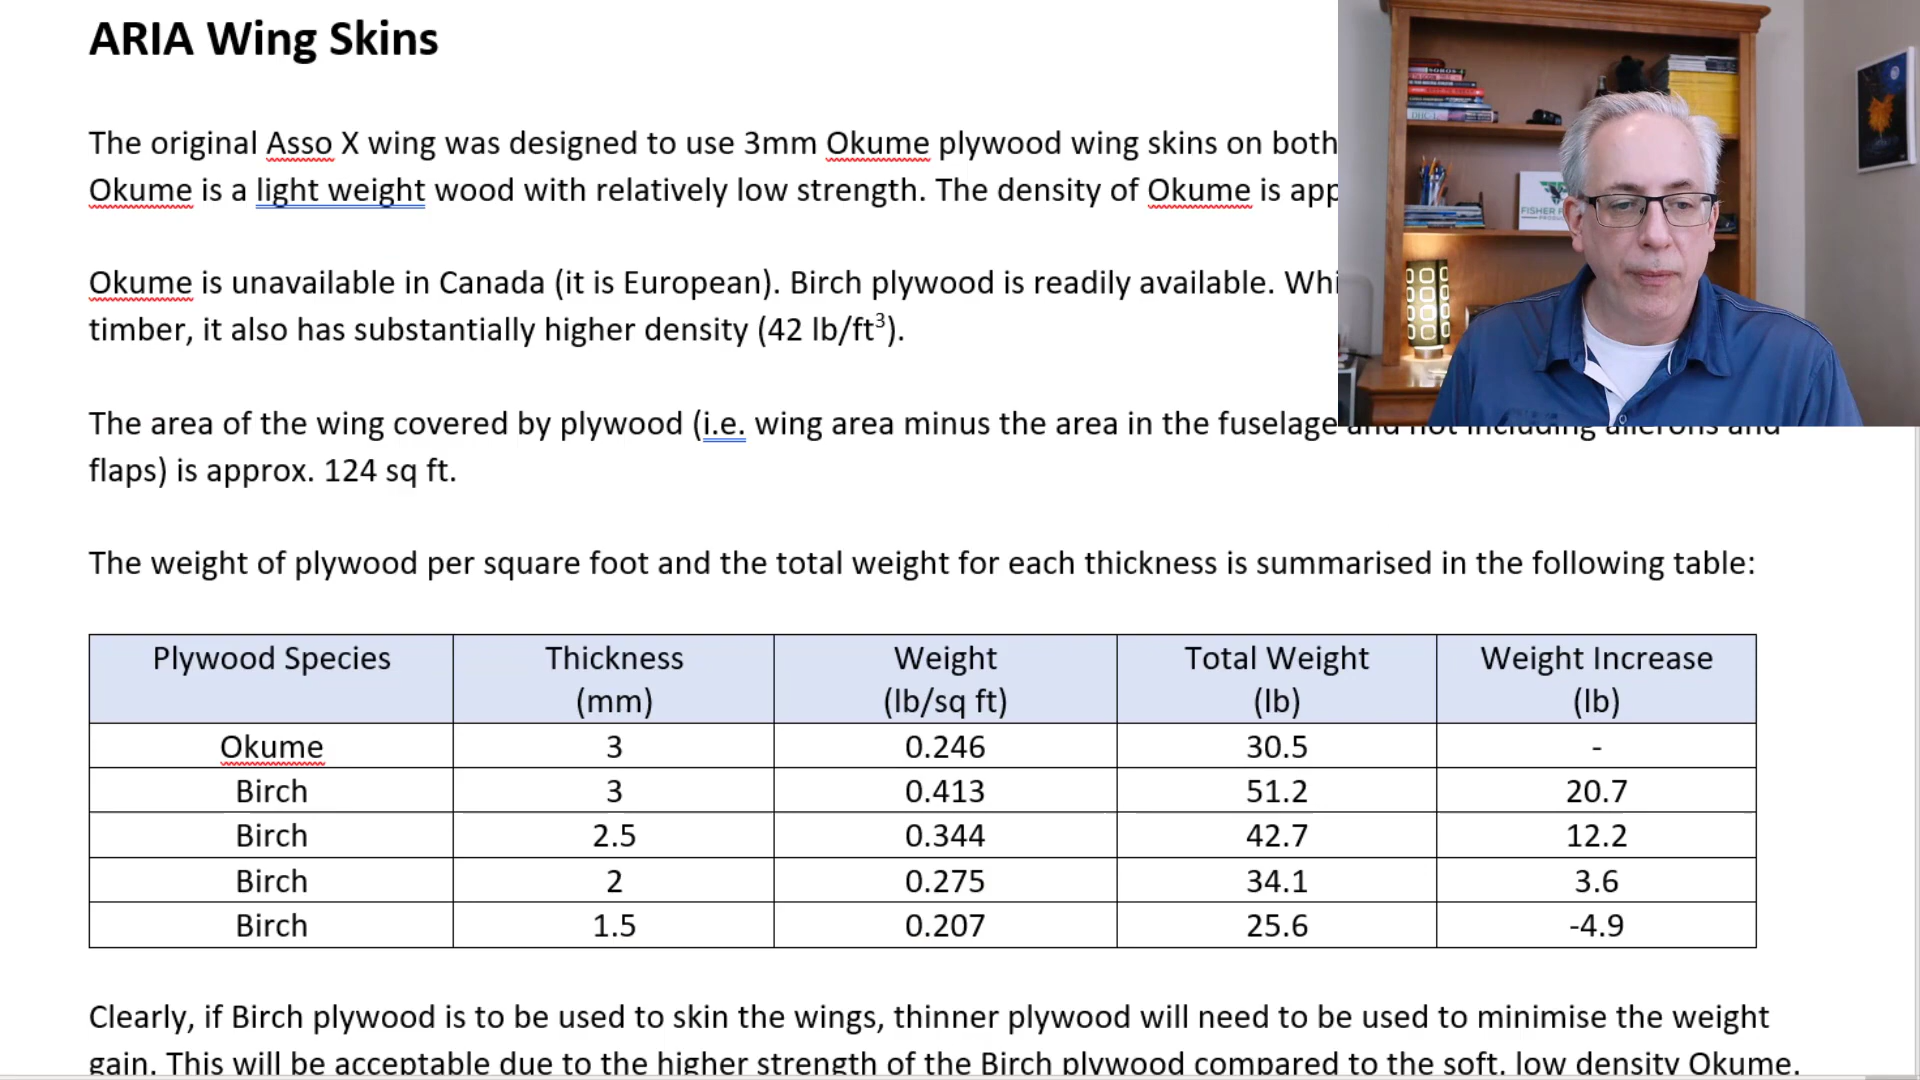 ARIA Wing Skins
The original Asso X wing was designed to use 3mm Okume plywood wing skins on both
Okume is a light weight wood with relatively low strength. The density of Okume is app
Okume is unavailable in Canada (it is European). Birch plywood is readily available. Whi
timber, it also has substantially higher density (42 lb/ft³).
The area of the wing covered by plywood (i.e. wing area minus the area in the fuselage and not including ailerons and
flaps) is approx. 124 sq ft.
The weight of plywood per square foot and the total weight for each thickness is summarised in the following table:
Plywood Species Thickness (mm) Weight (lb/sq ft) Total Weight (lb) Weight Increase (lb)
Okume 3 0.246 30.5 -
Birch 3 0.413 51.2 20.7
Birch 2.5 0.344 42.7 12.2
Birch 2 0.275 34.1 3.6
Birch 1.5 0.207 25.6 -4.9
Clearly, if Birch plywood is to be used to skin the wings, thinner plywood will need to be used to minimise the weight
gain. This will be acceptable due to the higher strength of the Birch plywood compared to the soft, low density Okume.
FISHER